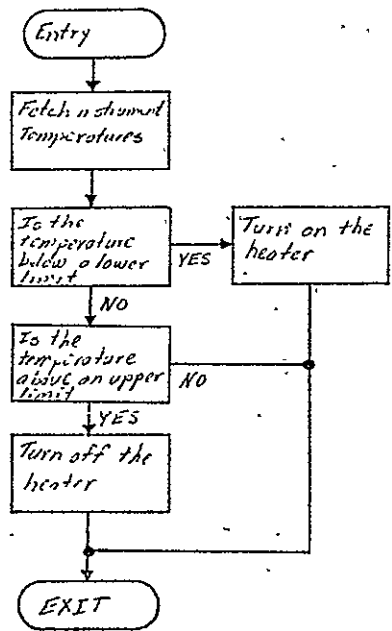 Entry
Fetch instrument
Temperatures
Is the
temperature
below a lower
limit
YES
Turn on the
heater
NO
Is the
temperature
above an upper
limit
NO
YES
Turn off the
heater
EXIT